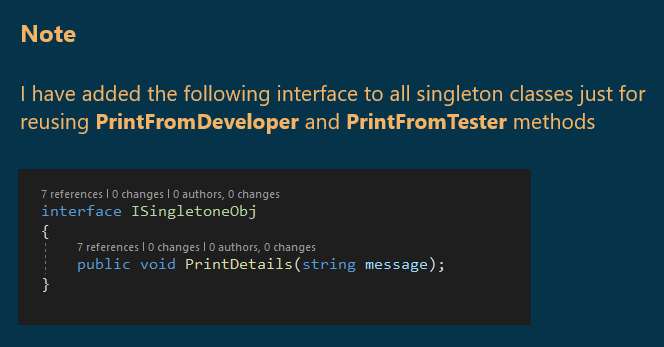 Note
I have added the following interface to all singleton classes just for
reusing PrintFromDeveloper and PrintFromTester methods
7 references | 0 changes | 0 authors, 0 changes
interface ISingletoneObj
{
7 references | 0 changes | 0 authors, 0 changes
public void PrintDetails(string message);
}